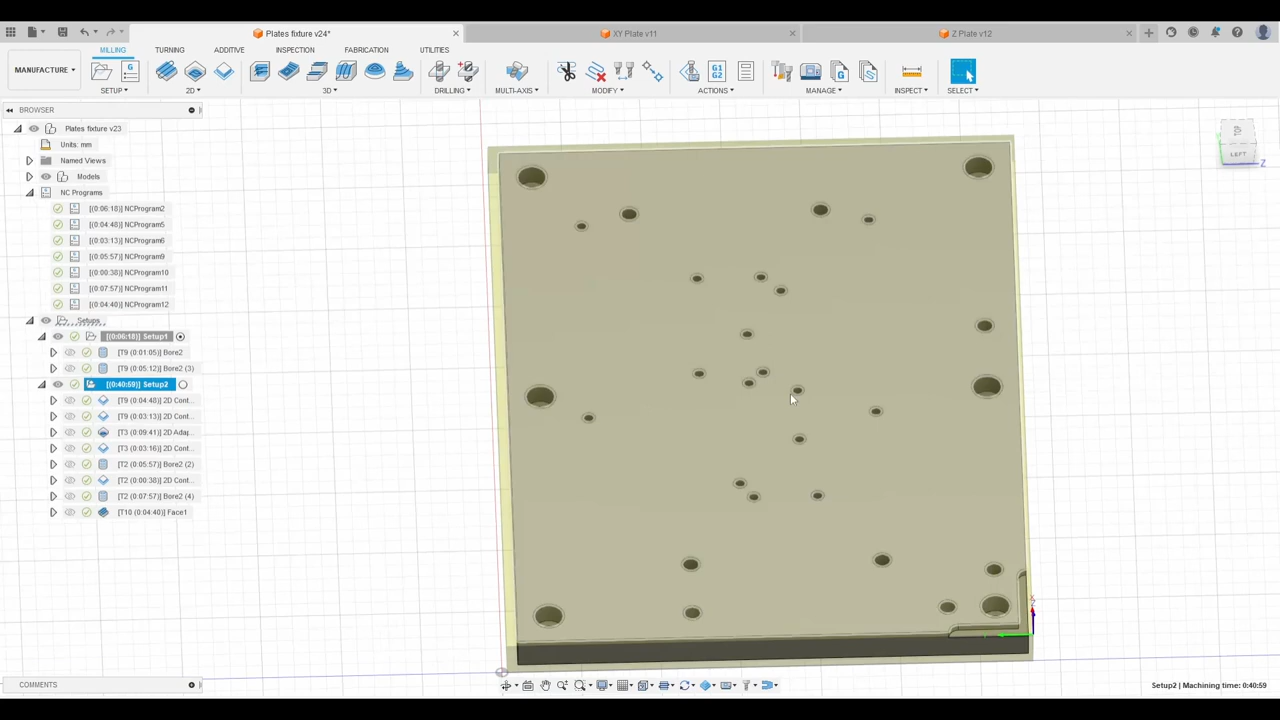 Plates fixture v24*
XY Plate v11
Z Plate v12
MILLING
TURNING
ADDITIVE
INSPECTION
FABRICATION
UTILITIES
MANUFACTURE
G1
G2
SETUP
2D
3D
DRILLING
MULTI-AXIS
MODIFY
ACTIONS
MANAGE
INSPECT
SELECT
BROWSER
Plates fixture v23
Units: mm
Named Views
Models
NC Programs
[(0:06:18)] NCProgram2
[(0:04:48)] NCProgram5
[(0:03:13)] NCProgram6
[(0:05:57)] NCProgram9
[(0:00:38)] NCProgram10
[(0:07:57)] NCProgram11
[(0:04:40)] NCProgram12
Setups
[(0:06:18)] Setup1
[T9 (0:01:05)] Bore2
[T9 (0:05:12)] Bore2 (3)
[(0:40:59)] Setup2
[T9 (0:04:48)] 2D Cont...
[T9 (0:03:13)] 2D Cont...
[T3 (0:09:41)] 2D Adap...
[T3 (0:03:16)] 2D Cont...
[T2 (0:05:57)] Bore2 (2)
[T2 (0:00:38)] 2D Cont...
[T2 (0:07:57)] Bore2 (4)
[T10 (0:04:40)] Face1
TOP
LEFT
Z
COMMENTS
Setup2 | Machining time: 0:40:59